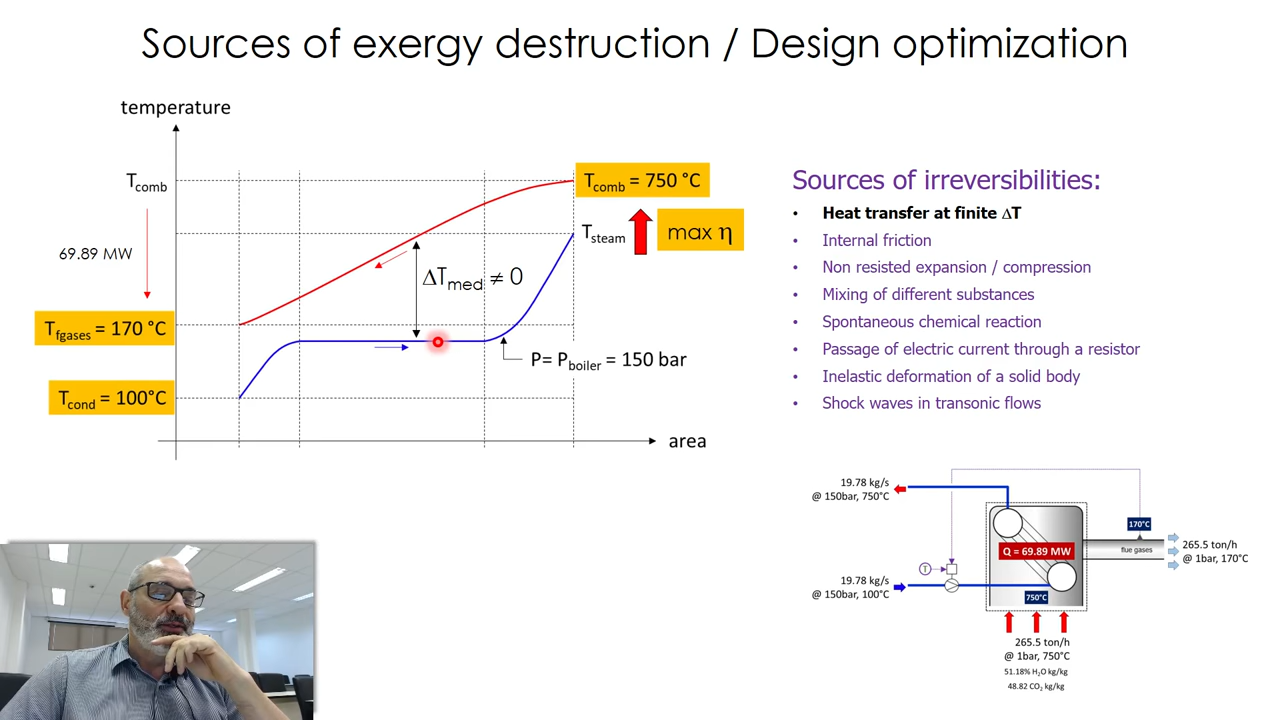 Sources of exergy destruction / Design optimization
temperature
T_comb
69.89 MW
T_fgases = 170 °C
T_cond = 100°C
T_comb = 750 °C
T_steam
max η
ΔT_med ≠ 0
P= P_boiler = 150 bar
area
Sources of irreversibilities:
• Heat transfer at finite ΔT
• Internal friction
• Non resisted expansion / compression
• Mixing of different substances
• Spontaneous chemical reaction
• Passage of electric current through a resistor
• Inelastic deformation of a solid body
• Shock waves in transonic flows
19.78 kg/s
@ 150bar, 750°C
170°C
Q = 69.89 MW
flue gases
265.5 ton/h
@ 1bar, 170°C
T
19.78 kg/s
@ 150bar, 100°C
750°C
265.5 ton/h
@ 1bar, 750°C
51.18% H₂O kg/kg
48.82 CO₂ kg/kg